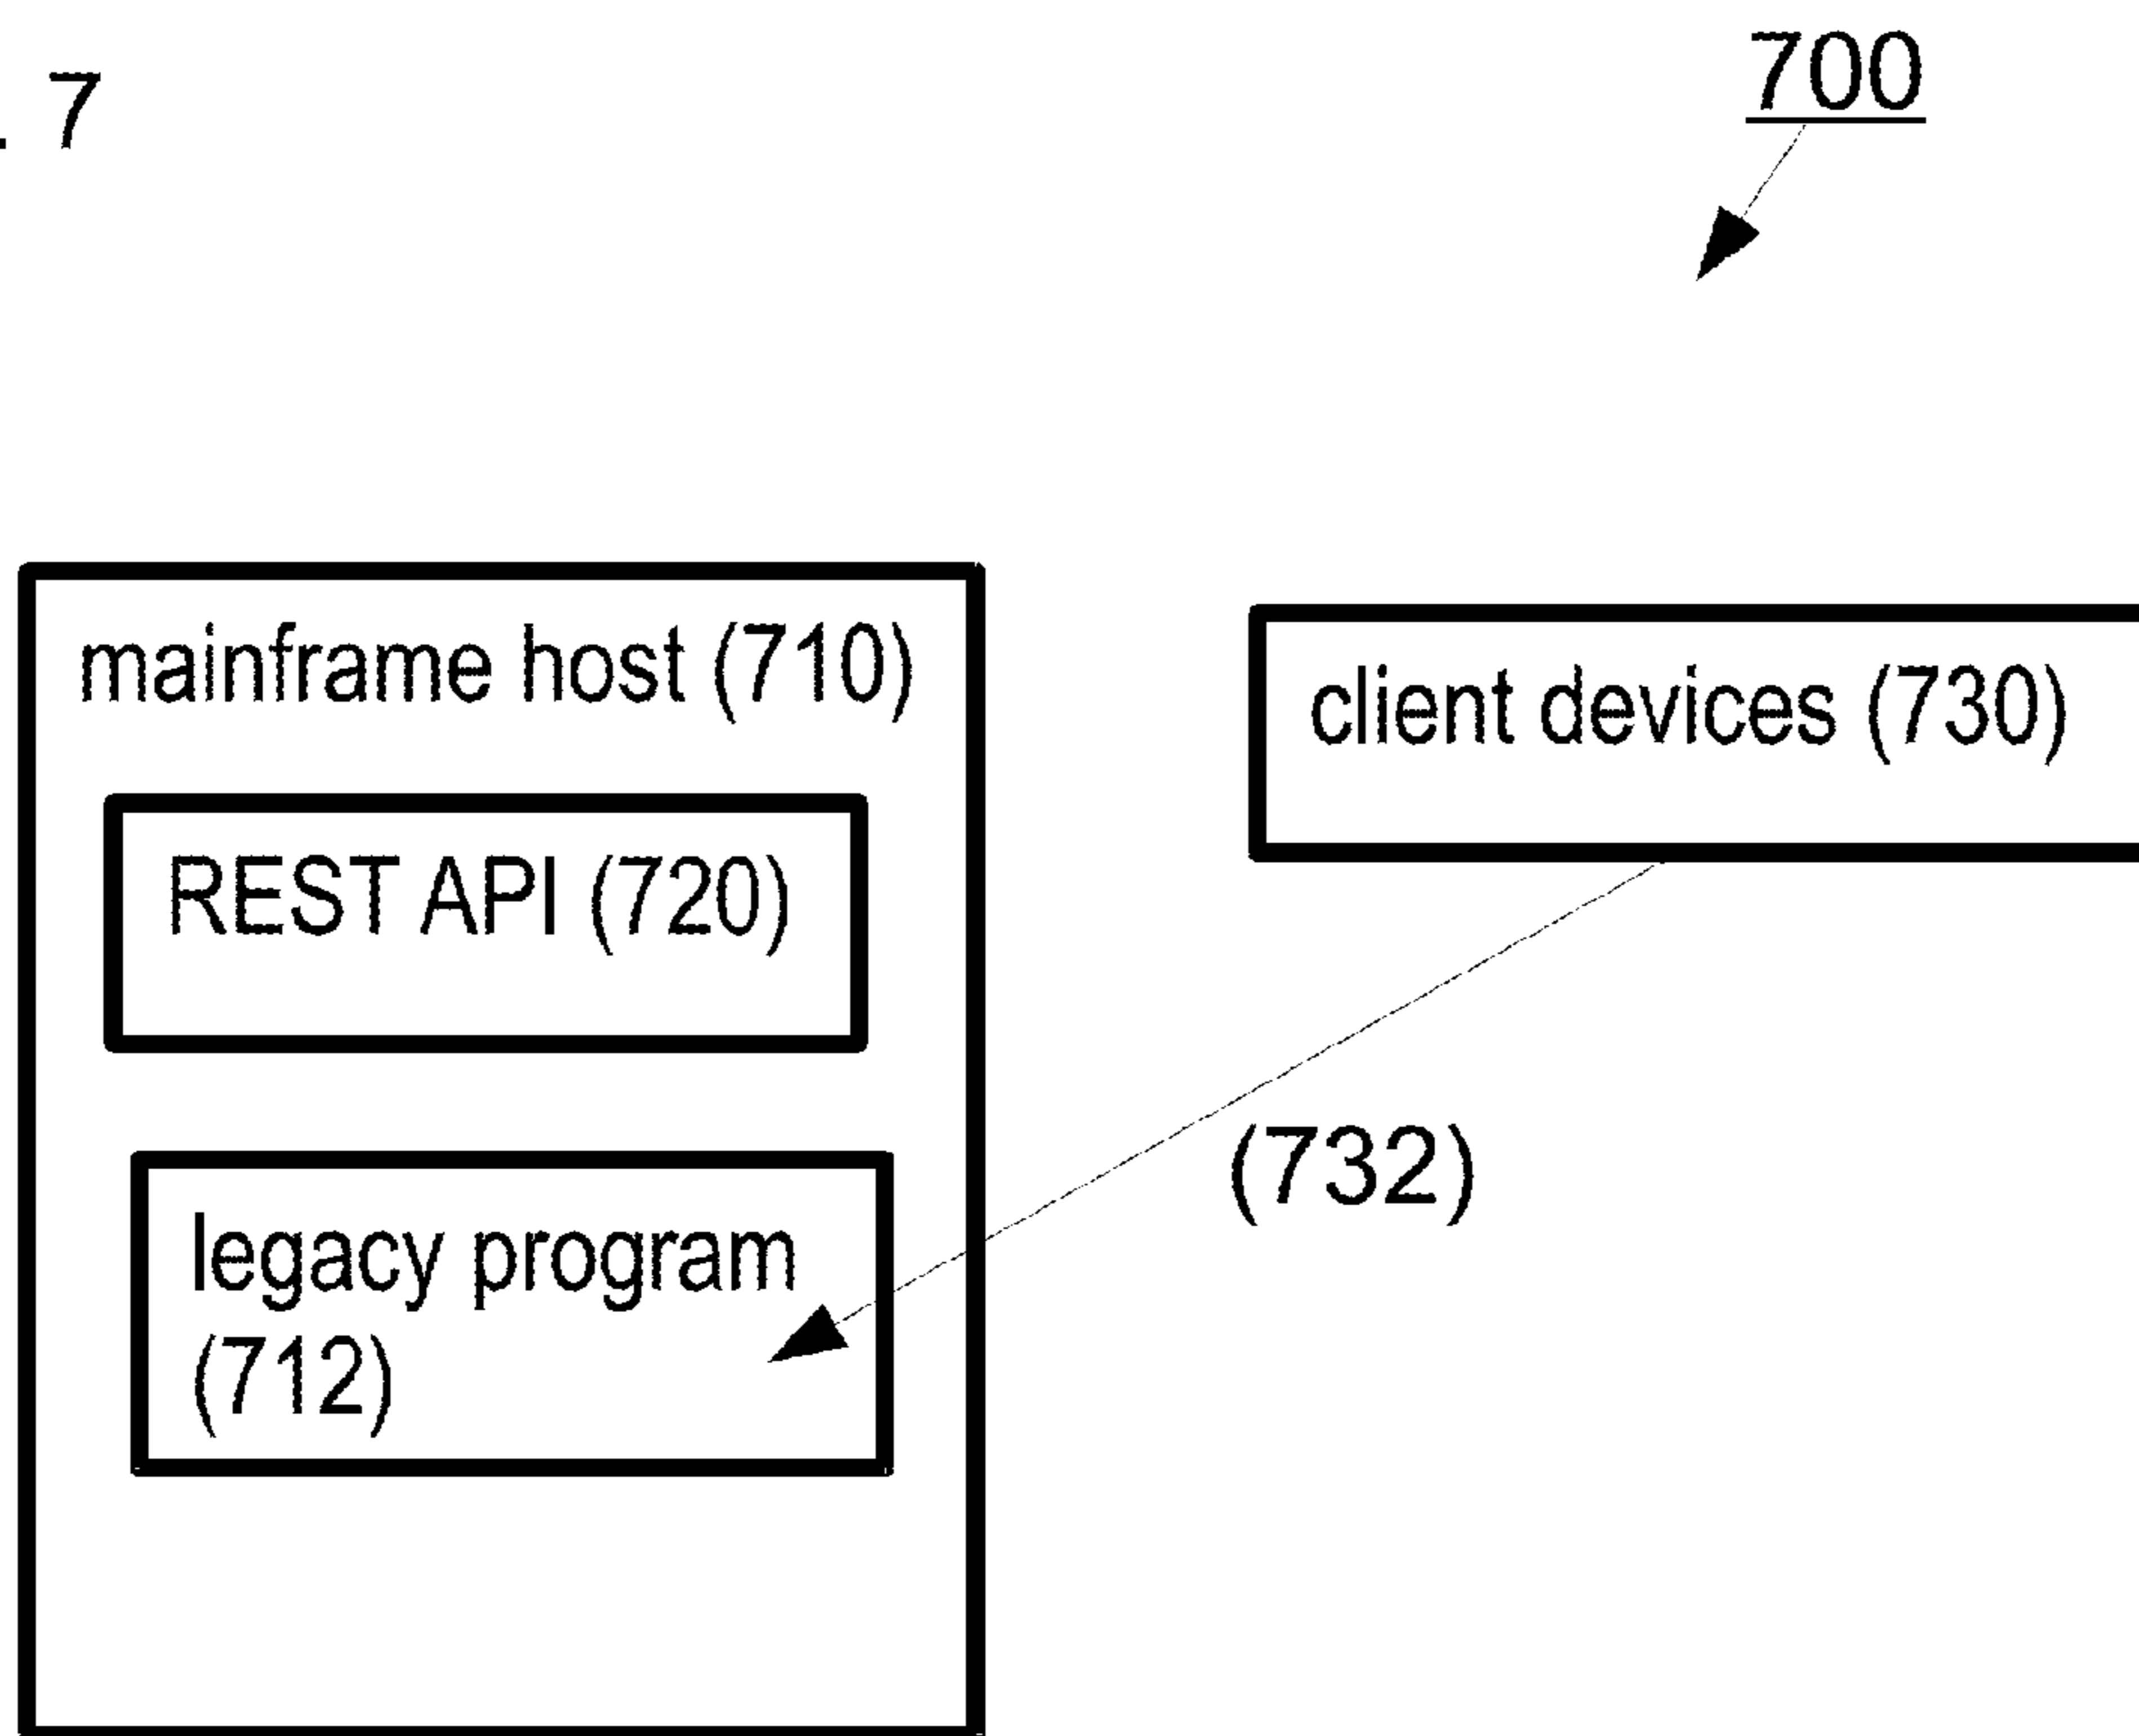 . 7
700
mainframe host (710)
client devices (730)
REST API (720)
(732)
legacy program
(712)